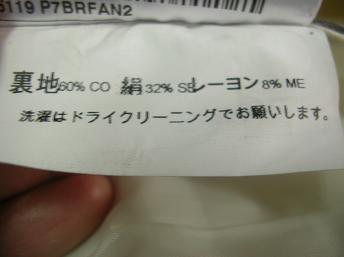 5119 P7BRFAN2
裏地60% CO 絹32% SE レーヨン8% ME
洗濯はドライクリーニングでお願いします。